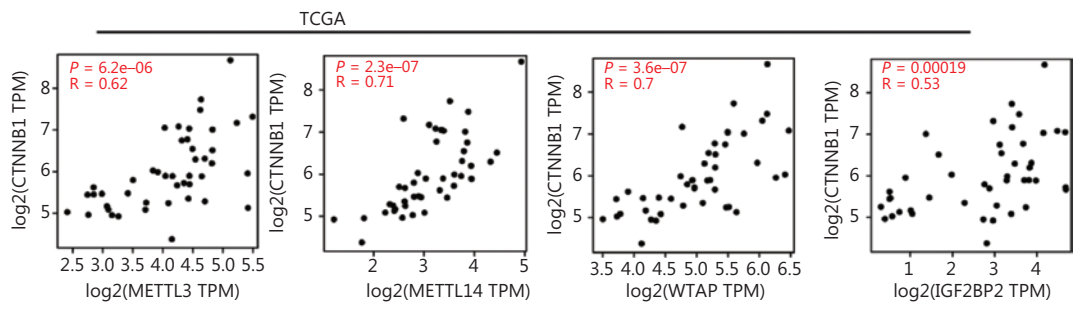 TCGA
P = 6.2e–06
R = 0.62
log2(CTNNB1 TPM)
8
7
6
5
2.5 3.0 3.5 4.0 4.5 5.0 5.5
log2(METTL3 TPM)
P = 2.3e–07
R = 0.71
log2(CTNNB1 TPM)
8
7
6
5
2 3 4 5
log2(METTL14 TPM)
P = 3.6e–07
R = 0.7
log2(CTNNB1 TPM)
8
7
6
5
3.5 4.0 4.5 5.0 5.5 6.0 6.5
log2(WTAP TPM)
P = 0.00019
R = 0.53
log2(CTNNB1 TPM)
8
7
6
5
1 2 3 4
log2(IGF2BP2 TPM)